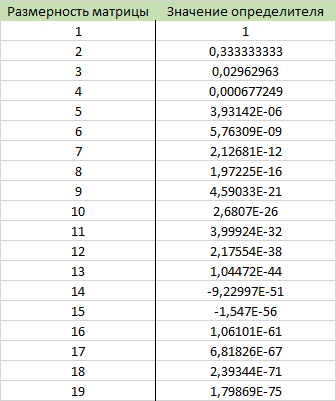 Размерность матрицы Значение определителя
1 1
2 0,333333333
3 0,02962963
4 0,000677249
5 3,93142E-06
6 5,76309E-09
7 2,12681E-12
8 1,97225E-16
9 4,59033E-21
10 2,6807E-26
11 3,99924E-32
12 2,17554E-38
13 1,04472E-44
14 -9,22997E-51
15 -1,547E-56
16 1,06101E-61
17 6,81826E-67
18 2,39344E-71
19 1,79869E-75